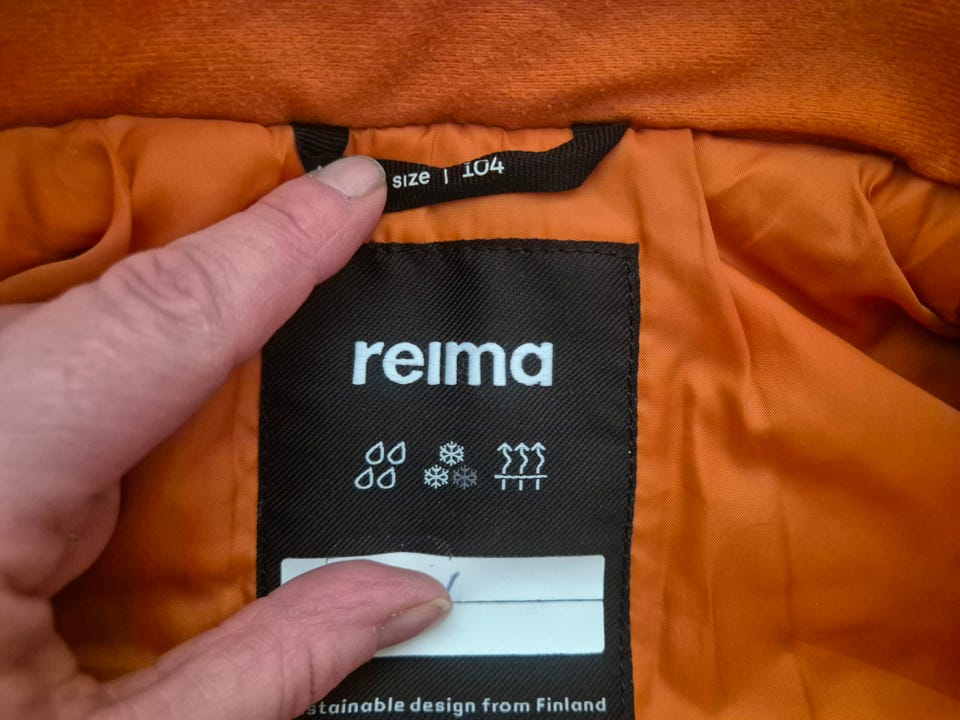 size | 104
reima
stainable design from Finland